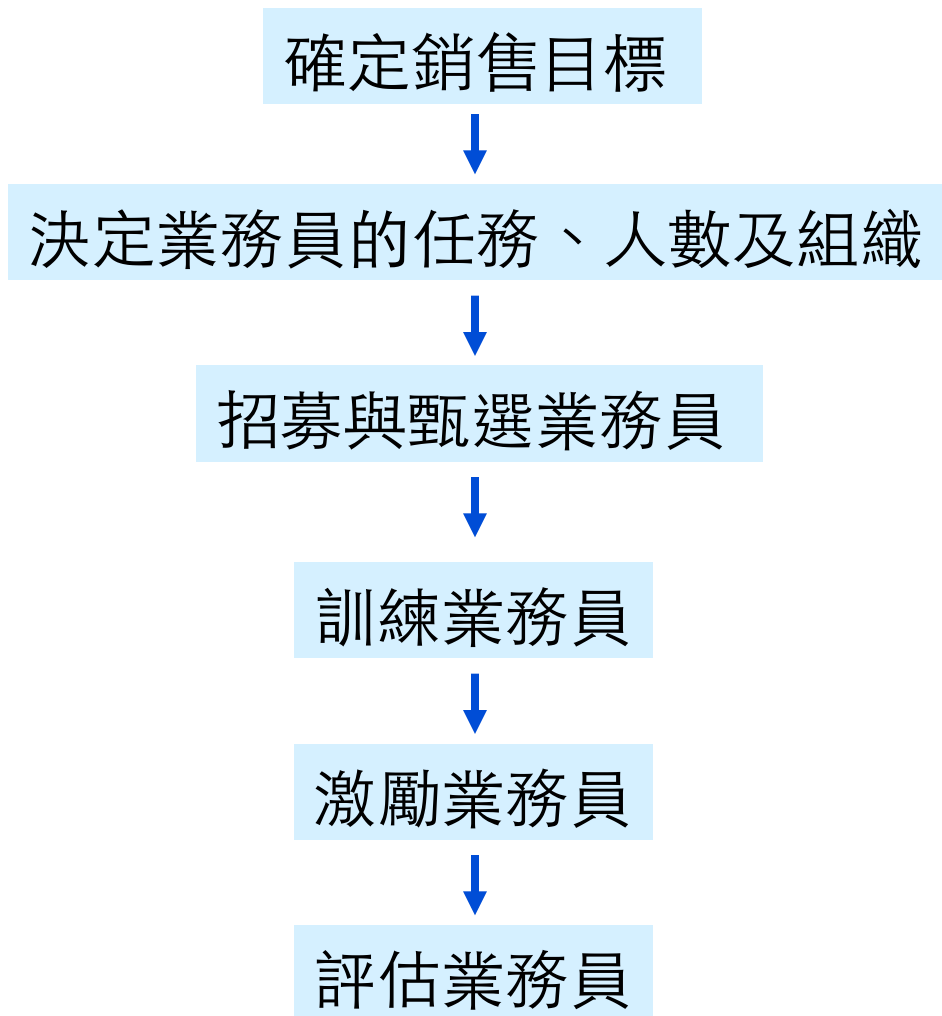 確定銷售目標
決定業務員的任務、人數及組織
招募與甄選業務員
訓練業務員
激勵業務員
評估業務員